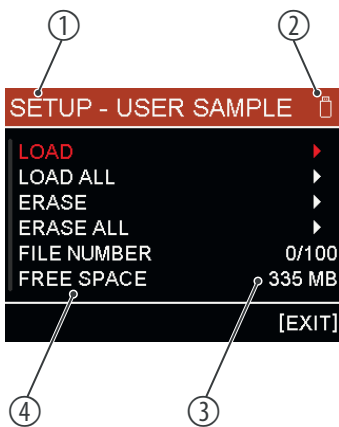 ① ②
SETUP - USER SAMPLE
LOAD
LOAD ALL
ERASE
ERASE ALL
FILE NUMBER 0/100
FREE SPACE 335 MB
[EXIT]
④ ③